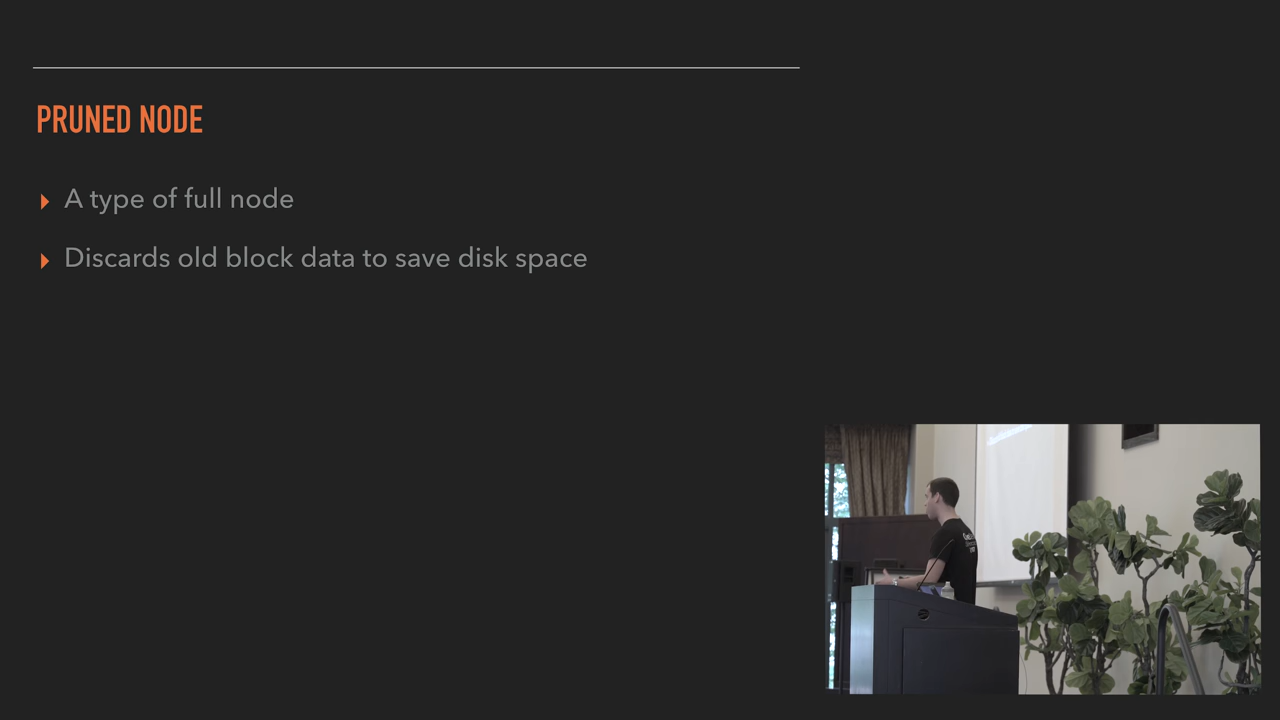 PRUNED NODE
A type of full node
Discards old block data to save disk space